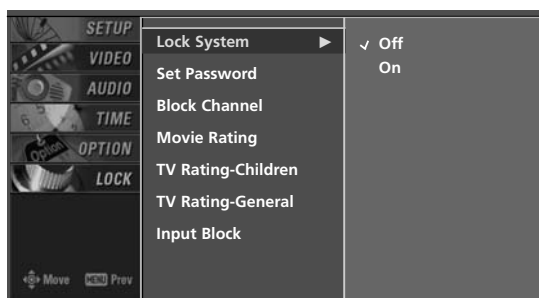 SETUP
VIDEO
AUDIO
TIME
OPTION
LOCK
Move MENU Prev
Lock System
Set Password
Block Channel
Movie Rating
TV Rating-Children
TV Rating-General
Input Block
Off
On